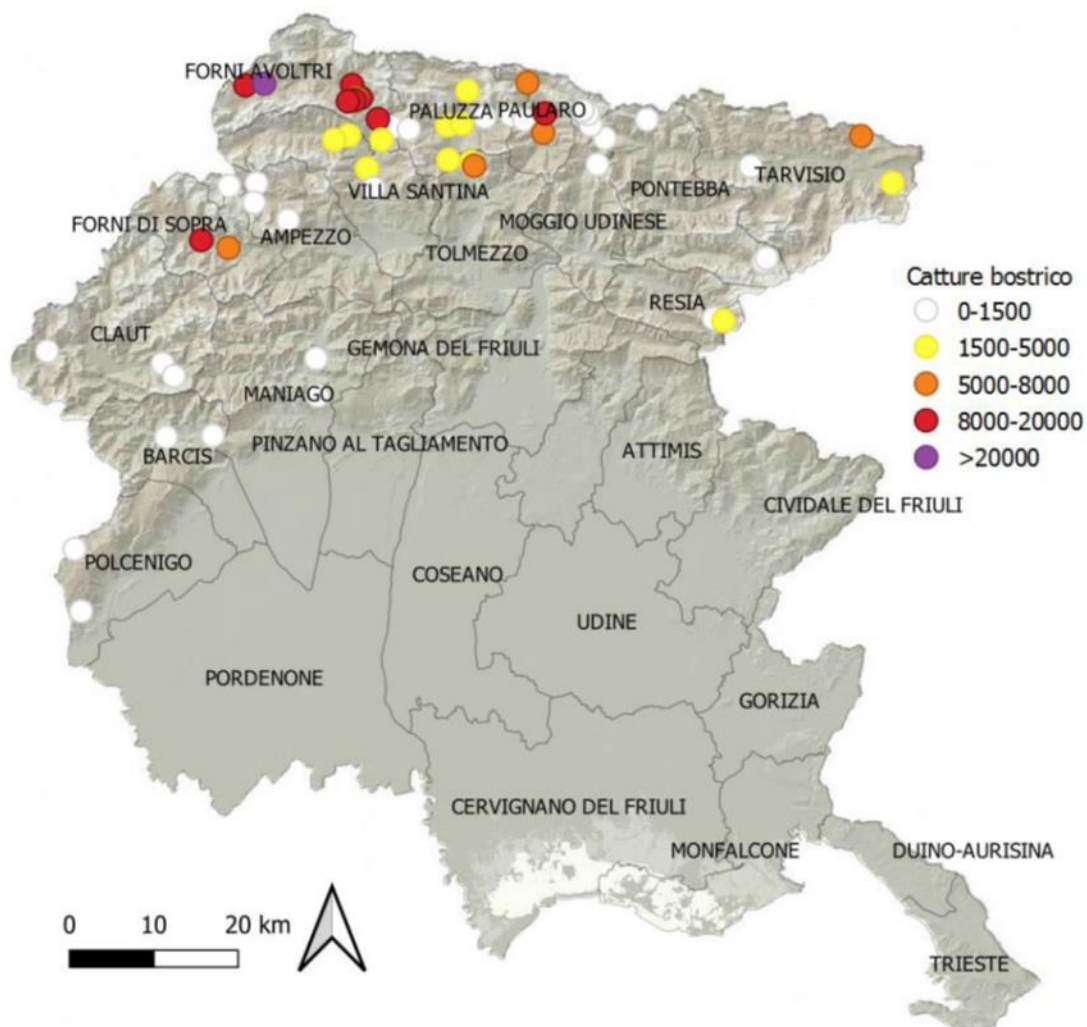 FORNI AVOLTRI
PALUZZA
PAULARO
TARVISIO
PONTEBBA
VILLA SANTINA
MOGGIO UDINESE
FORNI DI SOPRA
AMPEZZO
TOLMEZZO
Catture bostrico
0-1500
1500-5000
5000-8000
8000-20000
>20000
RESIA
CLAUT
GEMONA DEL FRIULI
MANIAGO
PINZANO AL TAGLIAMENTO
BARCIS
ATTIMIS
CIVIDALE DEL FRIULI
POLCENIGO
COSEANO
UDINE
PORDENONE
GORIZIA
CERVIGNANO DEL FRIULI
MONFALCONE
DUINO-AURISINA
TRIESTE
0 10 20 km